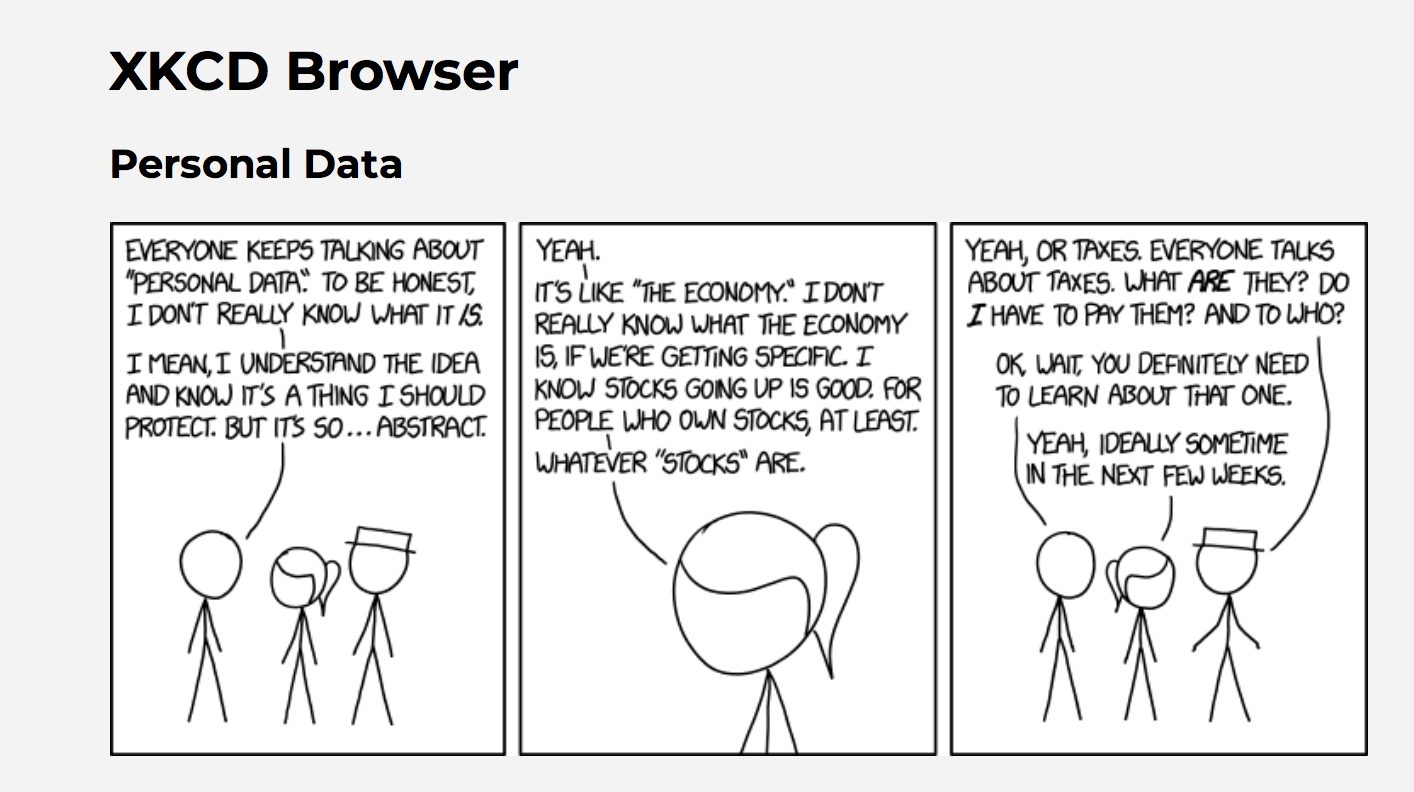 XKCD Browser
Personal Data
EVERYONE KEEPS TALKING ABOUT
"PERSONAL DATA." TO BE HONEST,
I DON'T REALLY KNOW WHAT IT IS.
I MEAN, I UNDERSTAND THE IDEA
AND KNOW IT'S A THING I SHOULD
PROTECT. BUT IT'S SO... ABSTRACT.
YEAH.
IT'S LIKE "THE ECONOMY." I DON'T
REALLY KNOW WHAT THE ECONOMY
IS, IF WE'RE GETTING SPECIFIC. I
KNOW STOCKS GOING UP IS GOOD. FOR
PEOPLE WHO OWN STOCKS, AT LEAST.
WHATEVER "STOCKS" ARE.
YEAH, OR TAXES. EVERYONE TALKS
ABOUT TAXES. WHAT ARE THEY? DO
I HAVE TO PAY THEM? AND TO WHO?
OK, WAIT, YOU DEFINITELY NEED
TO LEARN ABOUT THAT ONE.
YEAH, IDEALLY SOMETIME
IN THE NEXT FEW WEEKS.